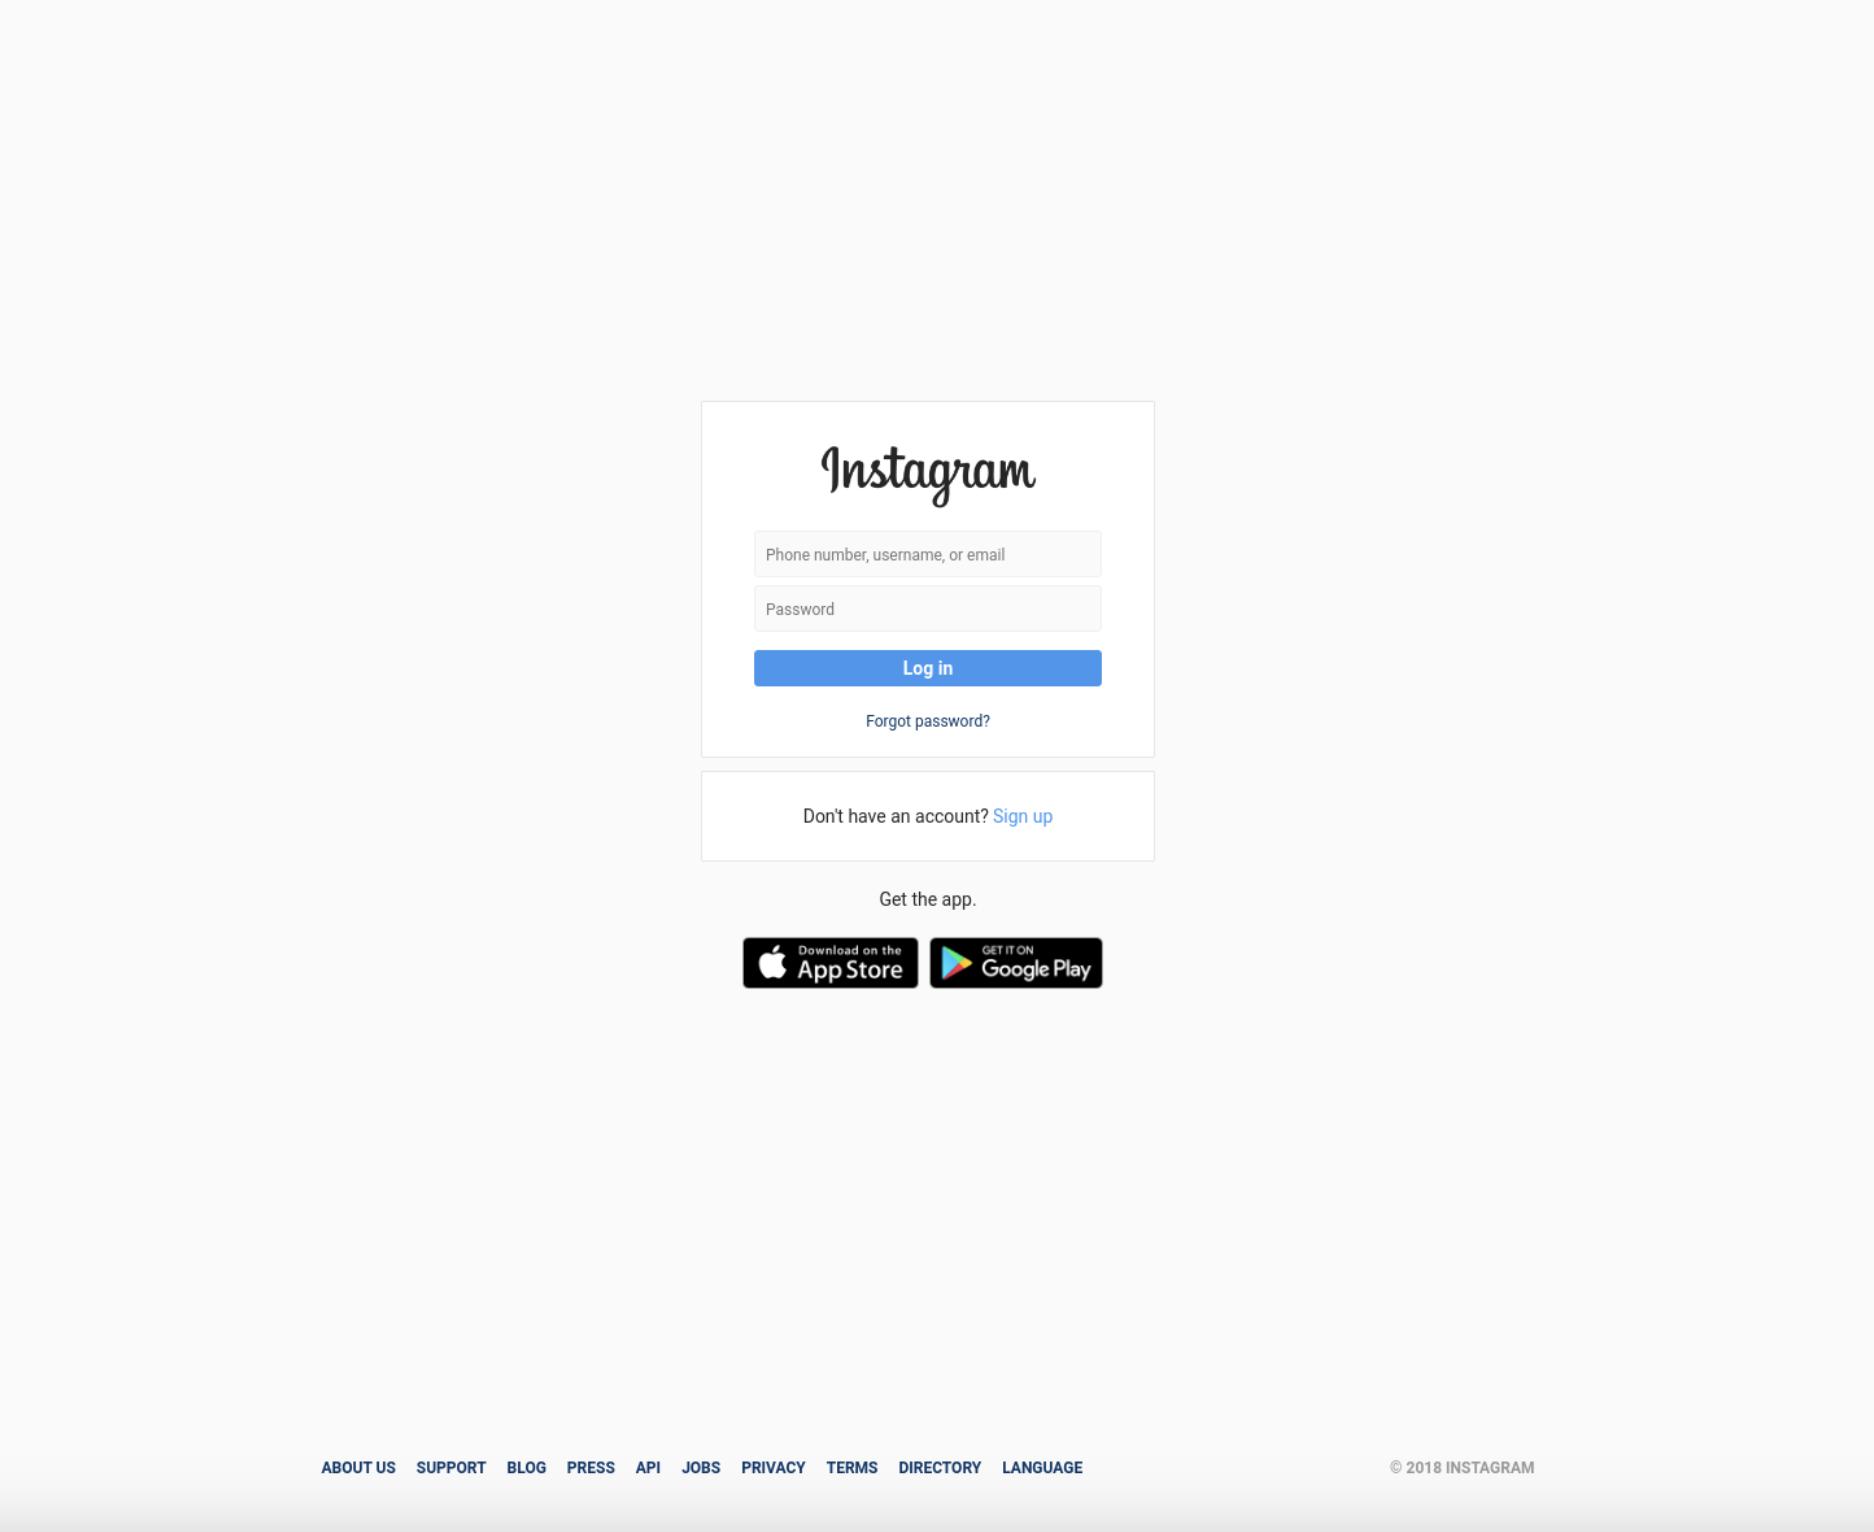 Instagram
Phone number, username, or email
Password
Log in
Forgot password?
Don't have an account? Sign up
Get the app.
Download on the
App Store
GET IT ON
Google Play
ABOUT US SUPPORT BLOG PRESS API JOBS PRIVACY TERMS DIRECTORY LANGUAGE © 2018 INSTAGRAM